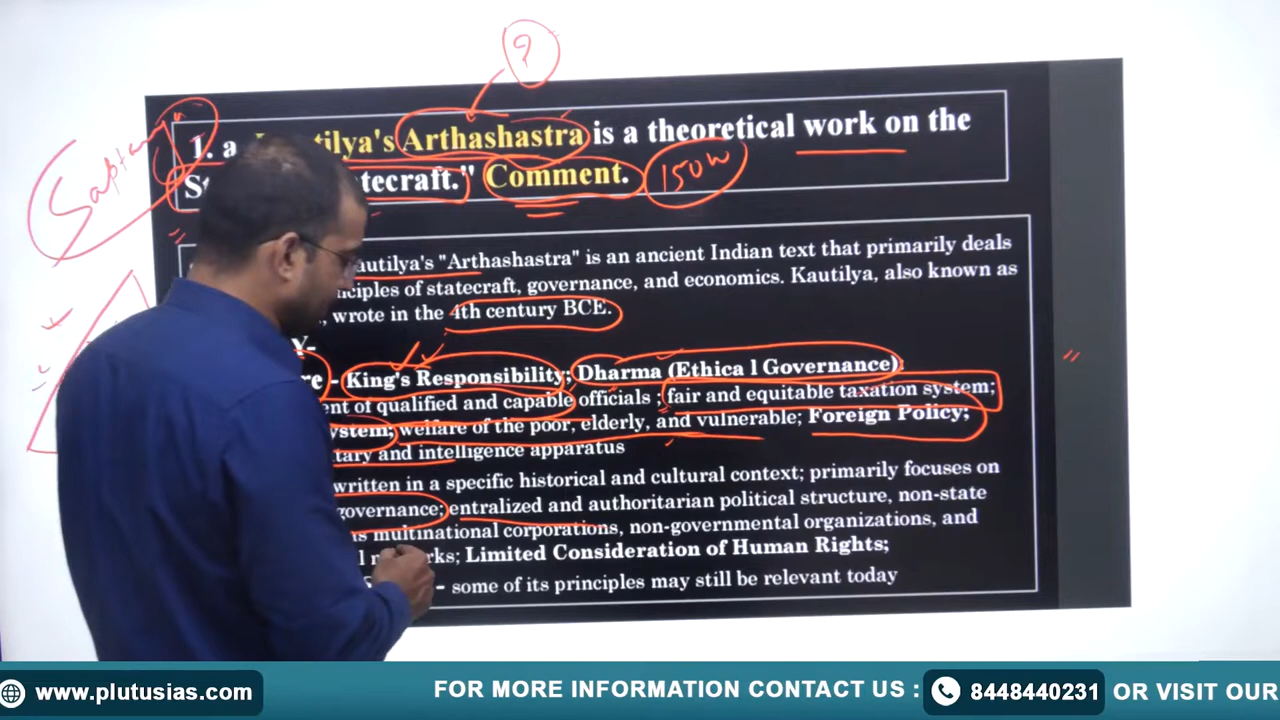 ?
Saptang
1. a tilya's Arthashastra is a theoretical work on the
St tecraft." Comment. 150 W
autilya's "Arthashastra" is an ancient Indian text that primarily deals
nciples of statecraft, governance, and economics. Kautilya, also known as
, wrote in the 4th century BCE.
Y-
re - King's Responsibility; Dharma (Ethica l Governance);
ent of qualified and capable officials ; fair and equitable taxation system;
ystem; welfare of the poor, elderly, and vulnerable; Foreign Policy;
tary and intelligence apparatus
written in a specific historical and cultural context; primarily focuses on
governance; entralized and authoritarian political structure, non-state
as multinational corporations, non-governmental organizations, and
rks; Limited Consideration of Human Rights;
- some of its principles may still be relevant today
www.plutusias.com FOR MORE INFORMATION CONTACT US : 8448440231 OR VISIT OUR